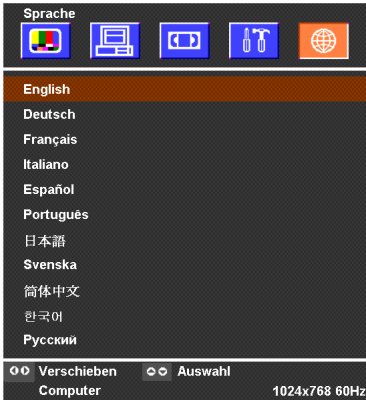 Sprache
English
Deutsch
Français
Italiano
Español
Português
日本語
Svenska
简体中文
한국어
Русский
Verschieben Auswahl
Computer 1024x768 60Hz